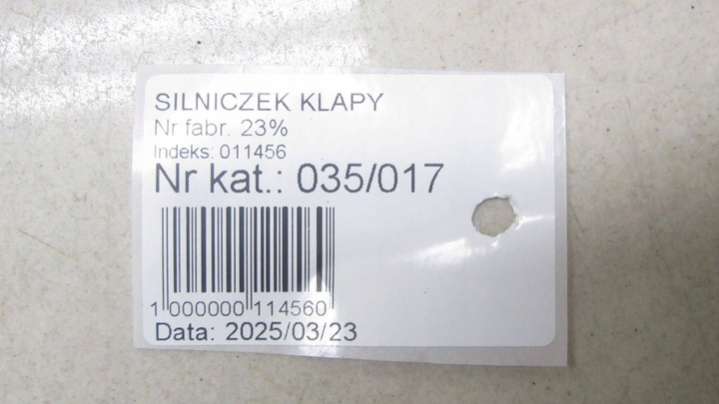 SILNICZEK KLAPY
Nr fabr. 23%
Indeks: 011456
Nr kat.: 035/017
1 000000 114560
Data: 2025/03/23